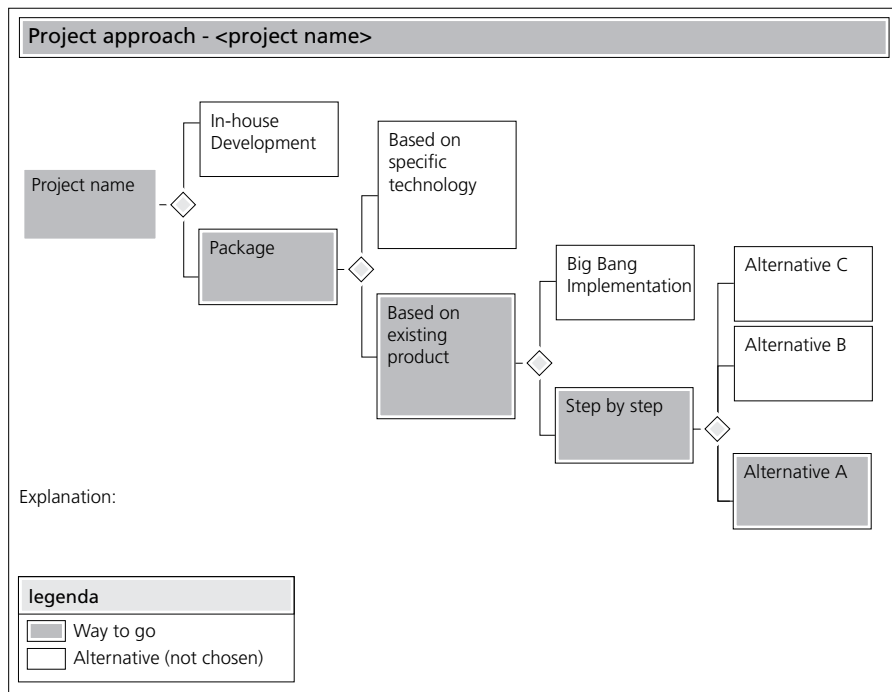 Project approach - <project name>
In-house
Development
Based on
specific
technology
Project name
Package
Big Bang
Implementation
Alternative C
Based on
existing
product
Alternative B
Step by step
Alternative A
Explanation:
legenda
Way to go
Alternative (not chosen)